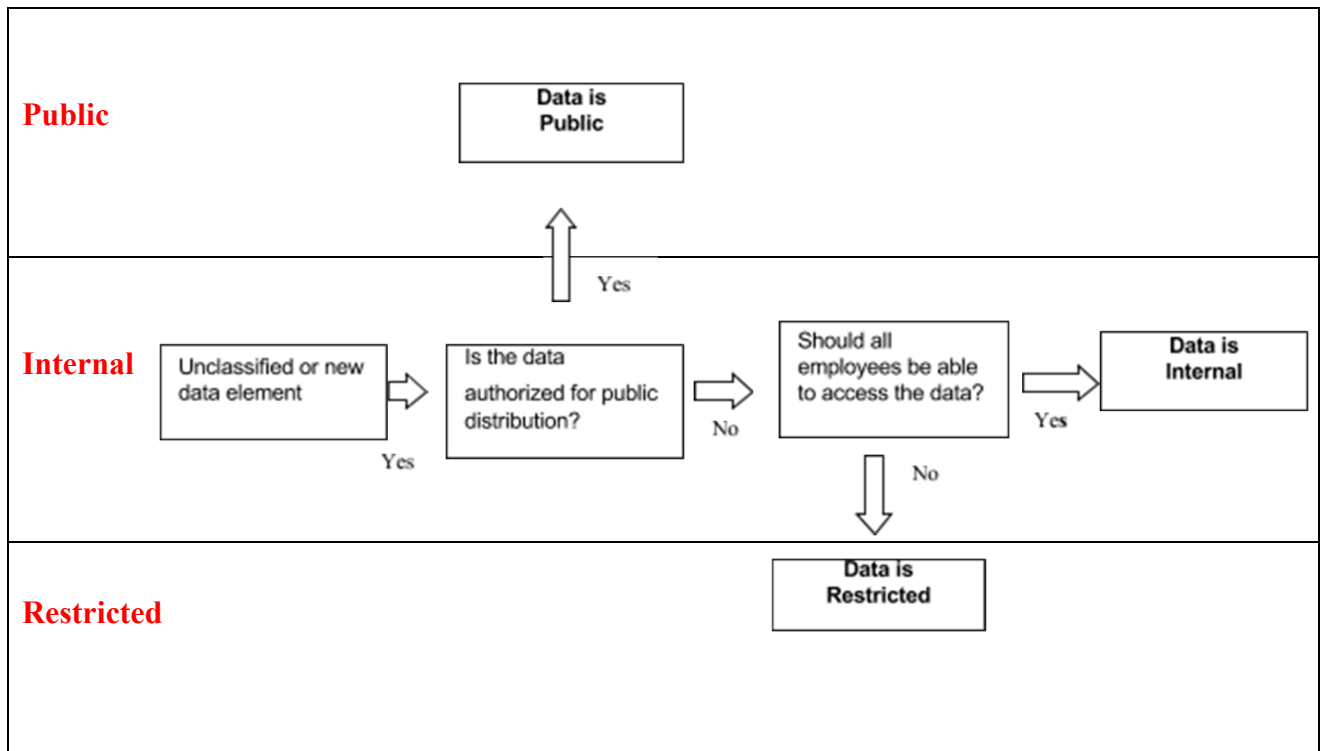 Public
Data is
Public
Yes
Internal
Unclassified or new
data element
Yes
Is the data
authorized for public
distribution?
No
Should all
employees be able
to access the data?
Yes
Data is
Internal
No
Restricted
Data is
Restricted